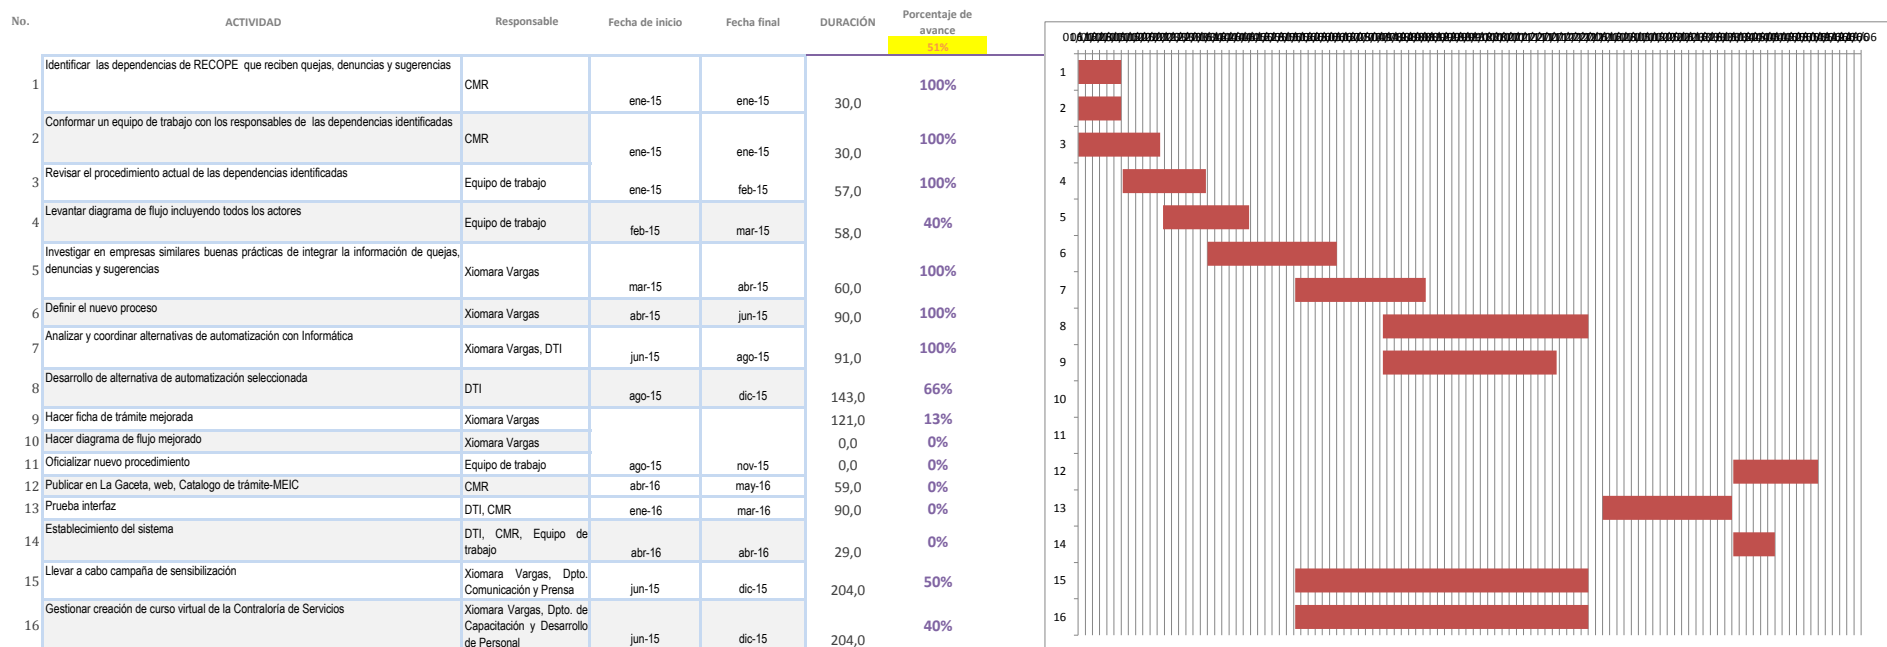 No. ACTIVIDAD Responsable Fecha de inicio Fecha final DURACIÓN Porcentaje de avance
51%
1 Identificar las dependencias de RECOPE que reciben quejas, denuncias y sugerencias CMR ene-15 ene-15 30,0 100%
2 Conformar un equipo de trabajo con los responsables de las dependencias identificadas CMR ene-15 ene-15 30,0 100%
3 Revisar el procedimiento actual de las dependencias identificadas Equipo de trabajo ene-15 feb-15 57,0 100%
4 Levantar diagrama de flujo incluyendo todos los actores Equipo de trabajo feb-15 mar-15 58,0 40%
5 Investigar en empresas similares buenas prácticas de integrar la información de quejas, denuncias y sugerencias Xiomara Vargas mar-15 abr-15 60,0 100%
6 Definir el nuevo proceso Xiomara Vargas abr-15 jun-15 90,0 100%
7 Analizar y coordinar alternativas de automatización con Informática Xiomara Vargas, DTI jun-15 ago-15 91,0 100%
8 Desarrollo de alternativa de automatización seleccionada DTI ago-15 dic-15 143,0 66%
9 Hacer ficha de trámite mejorada Xiomara Vargas 121,0 13%
10 Hacer diagrama de flujo mejorado Xiomara Vargas 0,0 0%
11 Oficializar nuevo procedimiento Equipo de trabajo ago-15 nov-15 0,0 0%
12 Publicar en La Gaceta, web, Catalogo de trámite-MEIC CMR abr-16 may-16 59,0 0%
13 Prueba interfaz DTI, CMR ene-16 mar-16 90,0 0%
14 Establecimiento del sistema DTI, CMR, Equipo de trabajo abr-16 abr-16 29,0 0%
15 Llevar a cabo campaña de sensibilización Xiomara Vargas, Dpto. Comunicación y Prensa jun-15 dic-15 204,0 50%
16 Gestionar creación de curso virtual de la Contraloría de Servicios Xiomara Vargas, Dpto. de Capacitación y Desarrollo de Personal jun-15 dic-15 204,0 40%
1
2
3
4
5
6
7
8
9
10
11
12
13
14
15
16